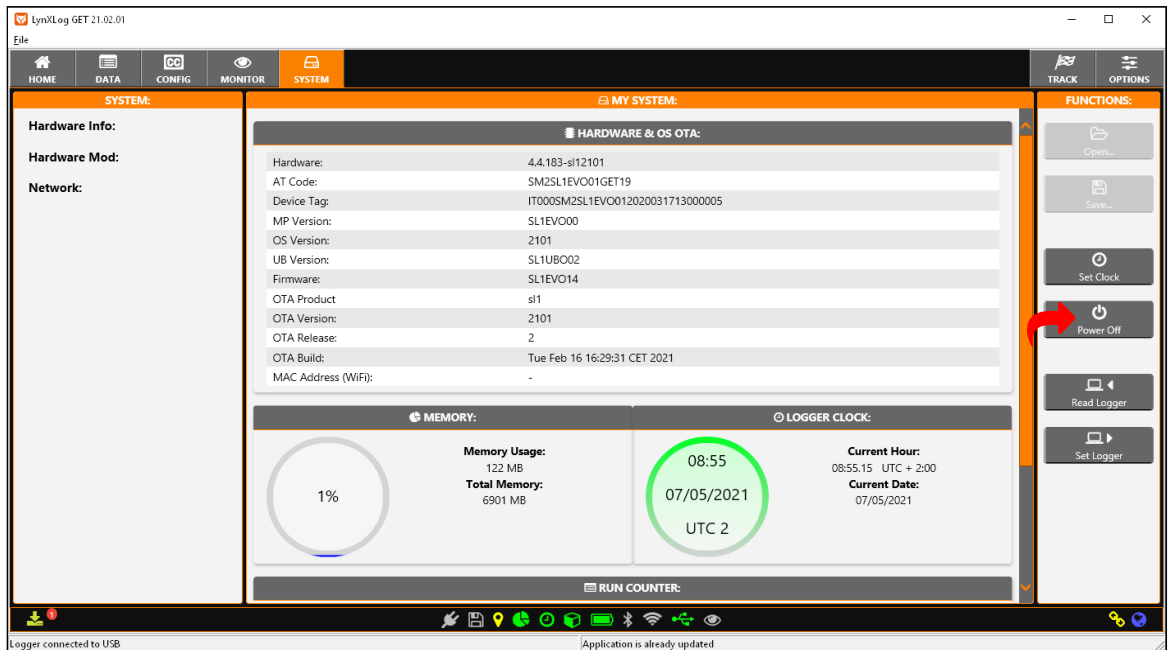 LynXLog GET 21.02.01
File
HOME DATA CONFIG MONITOR SYSTEM TRACK OPTIONS
SYSTEM:
Hardware Info:
Hardware Mod:
Network:
MY SYSTEM:
HARDWARE & OS OTA:
Hardware: 4.4.183-sl12101
AT Code: SM2SL1EVO01GET19
Device Tag: IT000SM2SL1EVO012020031713000005
MP Version: SL1EVO00
OS Version: 2101
UB Version: SL1UBO02
Firmware: SL1EVO14
OTA Product sl1
OTA Version: 2101
OTA Release: 2
OTA Build: Tue Feb 16 16:29:31 CET 2021
MAC Address (WiFi): -
MEMORY:
1%
Memory Usage:
122 MB
Total Memory:
6901 MB
LOGGER CLOCK:
08:55
07/05/2021
UTC 2
Current Hour:
08:55.15 UTC + 2:00
Current Date:
07/05/2021
RUN COUNTER:
FUNCTIONS:
Open...
Save...
Set Clock
Power Off
Read Logger
Set Logger
1
Logger connected to USB
Application is already updated